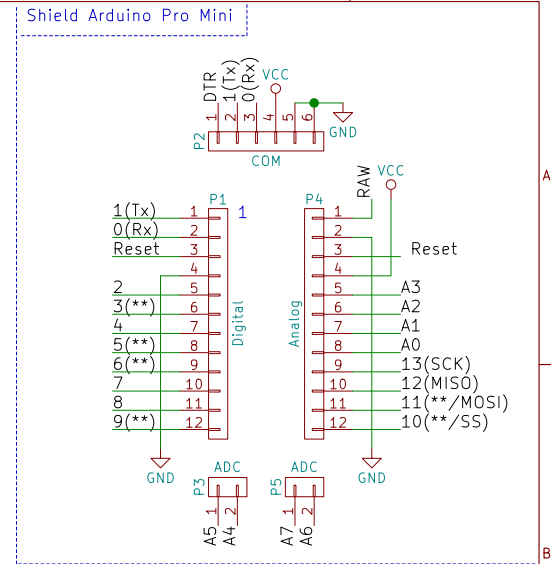 Shield Arduino Pro Mini
DTR
1(Tx)
0(Rx)
VCC
1
2
3
4
5
6
GND
P2
COM
A
RAW
VCC
P1
1
P4
1(Tx) 1
0(Rx) 2
Reset 3
4
2 5
3(**) 6
4 7
5(**) 8
6(**) 9
7 10
8 11
9(**) 12
Digital
Analog
1
2
3 Reset
4
5 A3
6 A2
7 A1
8 A0
9 13(SCK)
10 12(MISO)
11 11(**/MOSI)
12 10(**/SS)
GND
GND
ADC
P3
1
2
A5
A4
ADC
P5
1
2
A7
A6
B